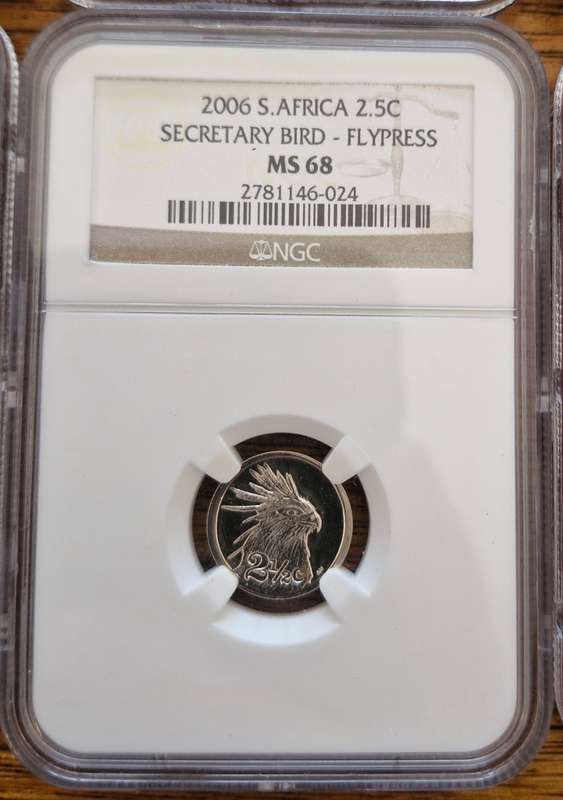 2006 S.AFRICA 2.5C
SECRETARY BIRD - FLYPRESS
MS 68
2781146-024
NGC
2½c